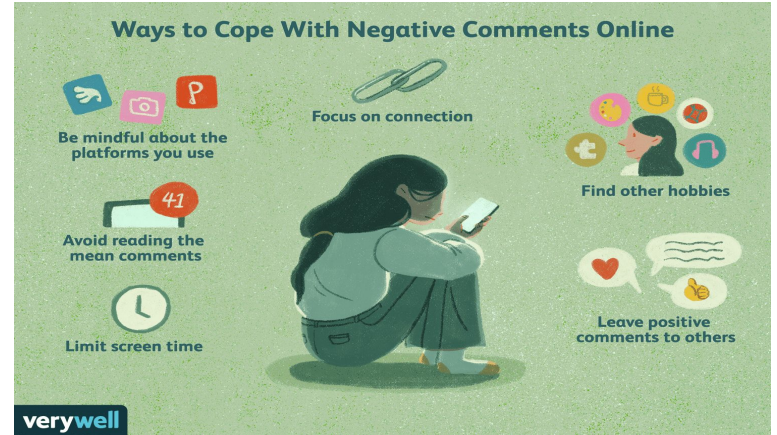 Ways to Cope With Negative Comments Online
Focus on connection
Be mindful about the
platforms you use
41
Avoid reading the
mean comments
Limit screen time
Find other hobbies
Leave positive
comments to others
verywell